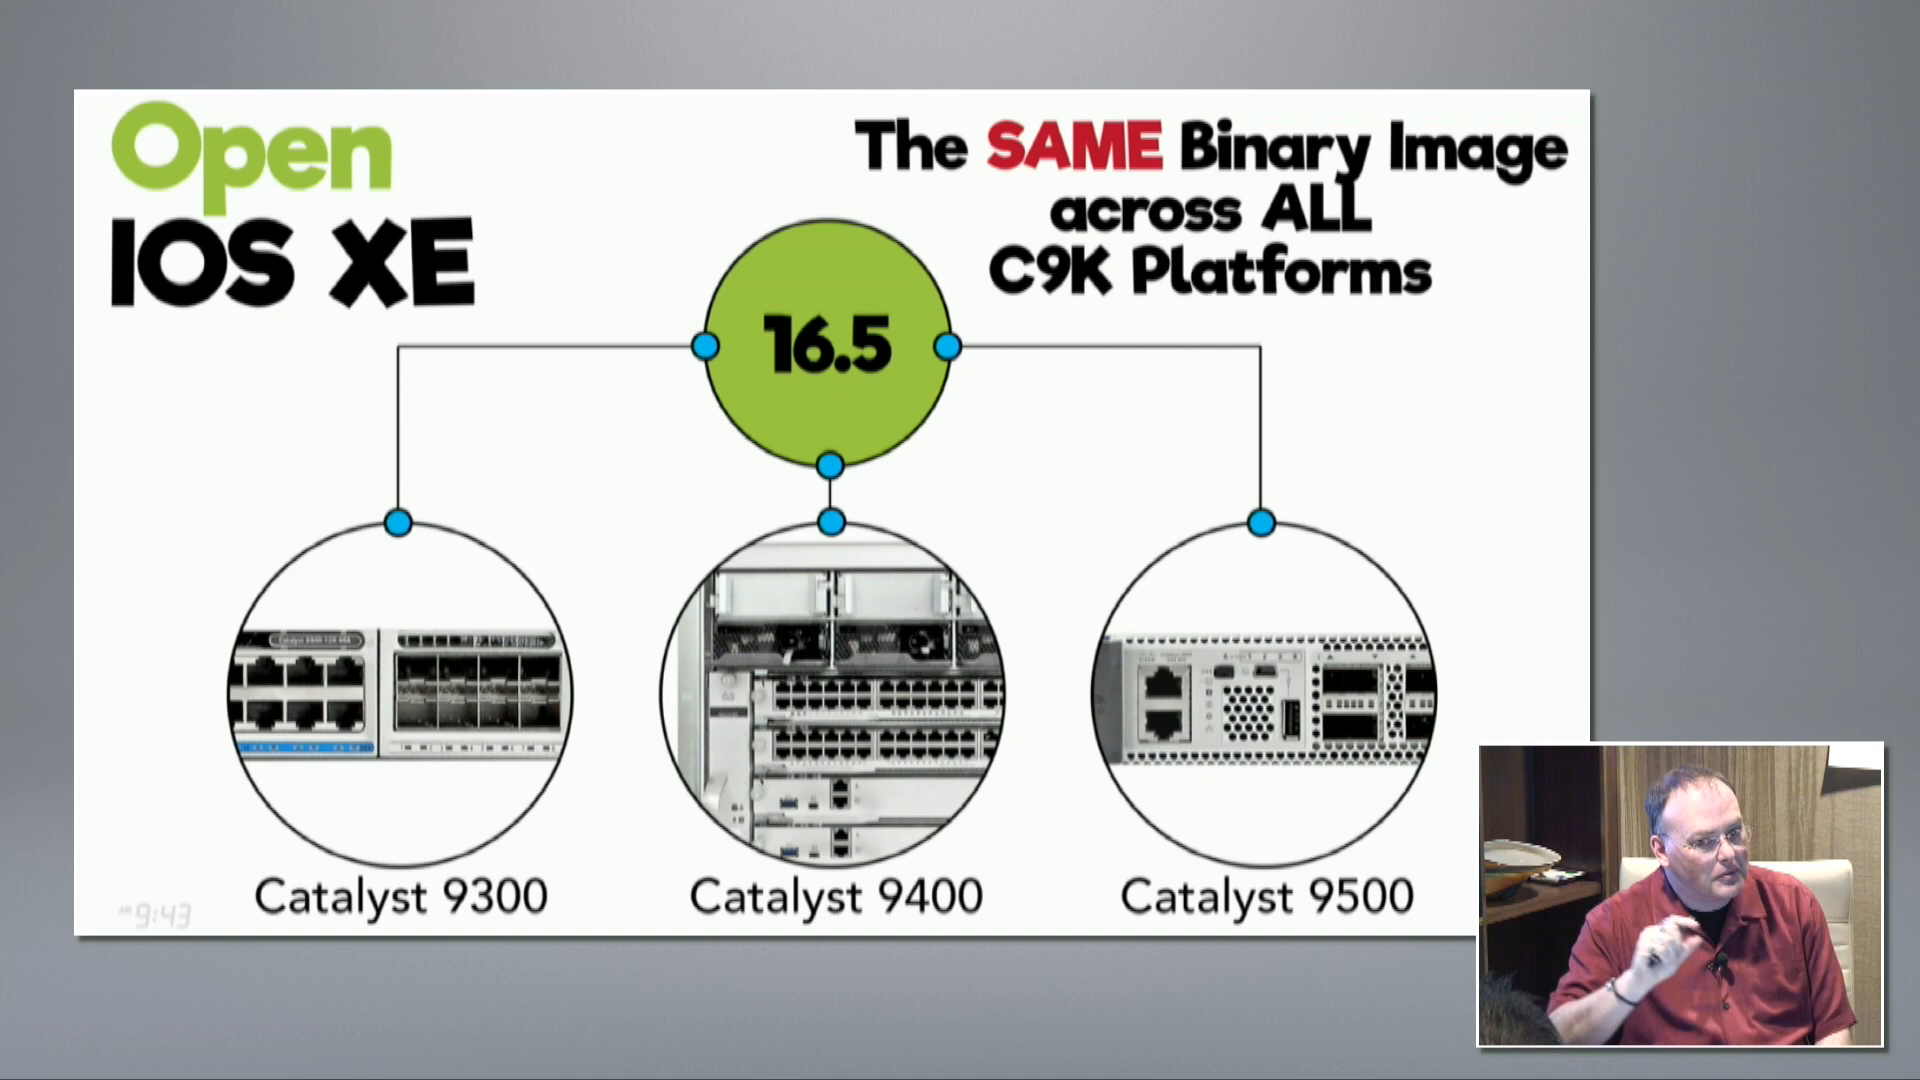 Open
IOS XE
The SAME Binary Image
across ALL
C9K Platforms
16.5
Catalyst 9300
Catalyst 9400
Catalyst 9500
AM 9:43